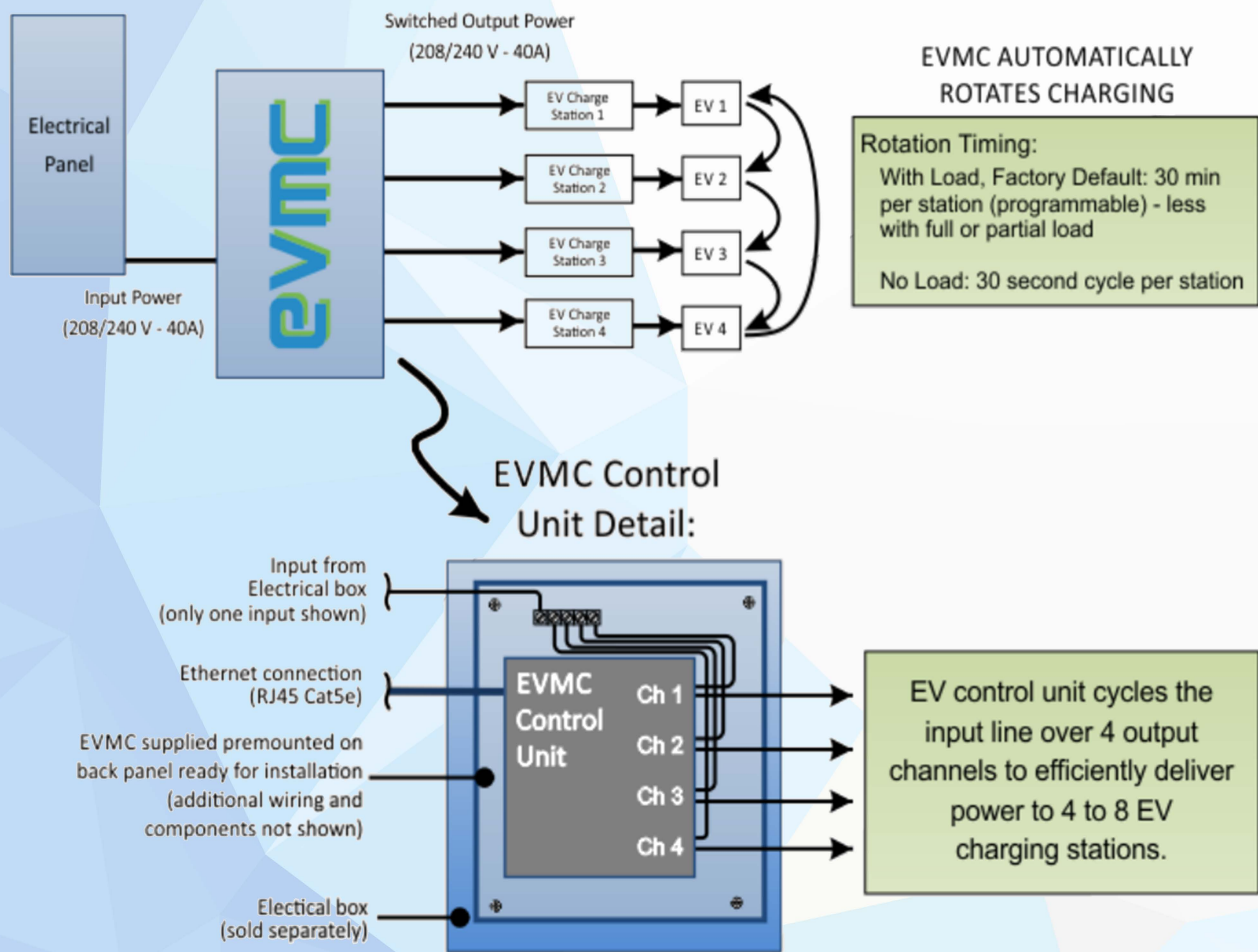 Switched Output Power
(208/240 V - 40A)
Electrical
Panel
evmc
Input Power
(208/240 V - 40A)
EV Charge
Station 1
EV 1
EV Charge
Station 2
EV 2
EV Charge
Station 3
EV 3
EV Charge
Station 4
EV 4
EVMC AUTOMATICALLY
ROTATES CHARGING
Rotation Timing:
With Load, Factory Default: 30 min
per station (programmable) - less
with full or partial load
No Load: 30 second cycle per station
EVMC Control
Unit Detail:
Input from
Electrical box
(only one input shown)
Ethernet connection
(RJ45 Cat5e)
EVMC supplied premounted on
back panel ready for installation
(additional wiring and
components not shown)
Electical box
(sold separately)
EVMC
Control
Unit
Ch 1
Ch 2
Ch 3
Ch 4
EV control unit cycles the
input line over 4 output
channels to efficiently deliver
power to 4 to 8 EV
charging stations.